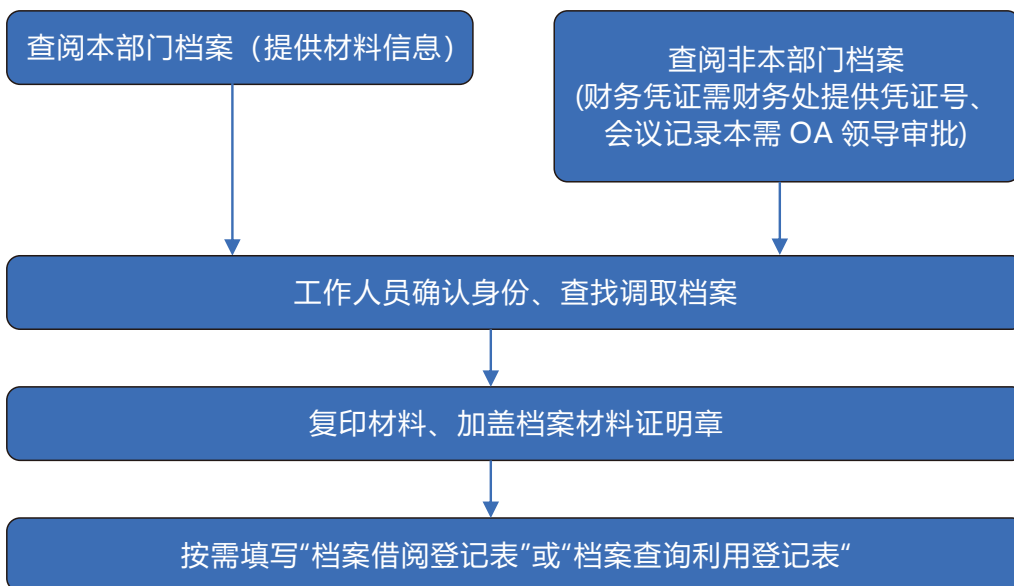 查阅本部门档案（提供材料信息）
查阅非本部门档案
(财务凭证需财务处提供凭证号、
会议记录本需 OA 领导审批)
工作人员确认身份、查找调取档案
复印材料、加盖档案材料证明章
按需填写“档案借阅登记表”或“档案查询利用登记表“